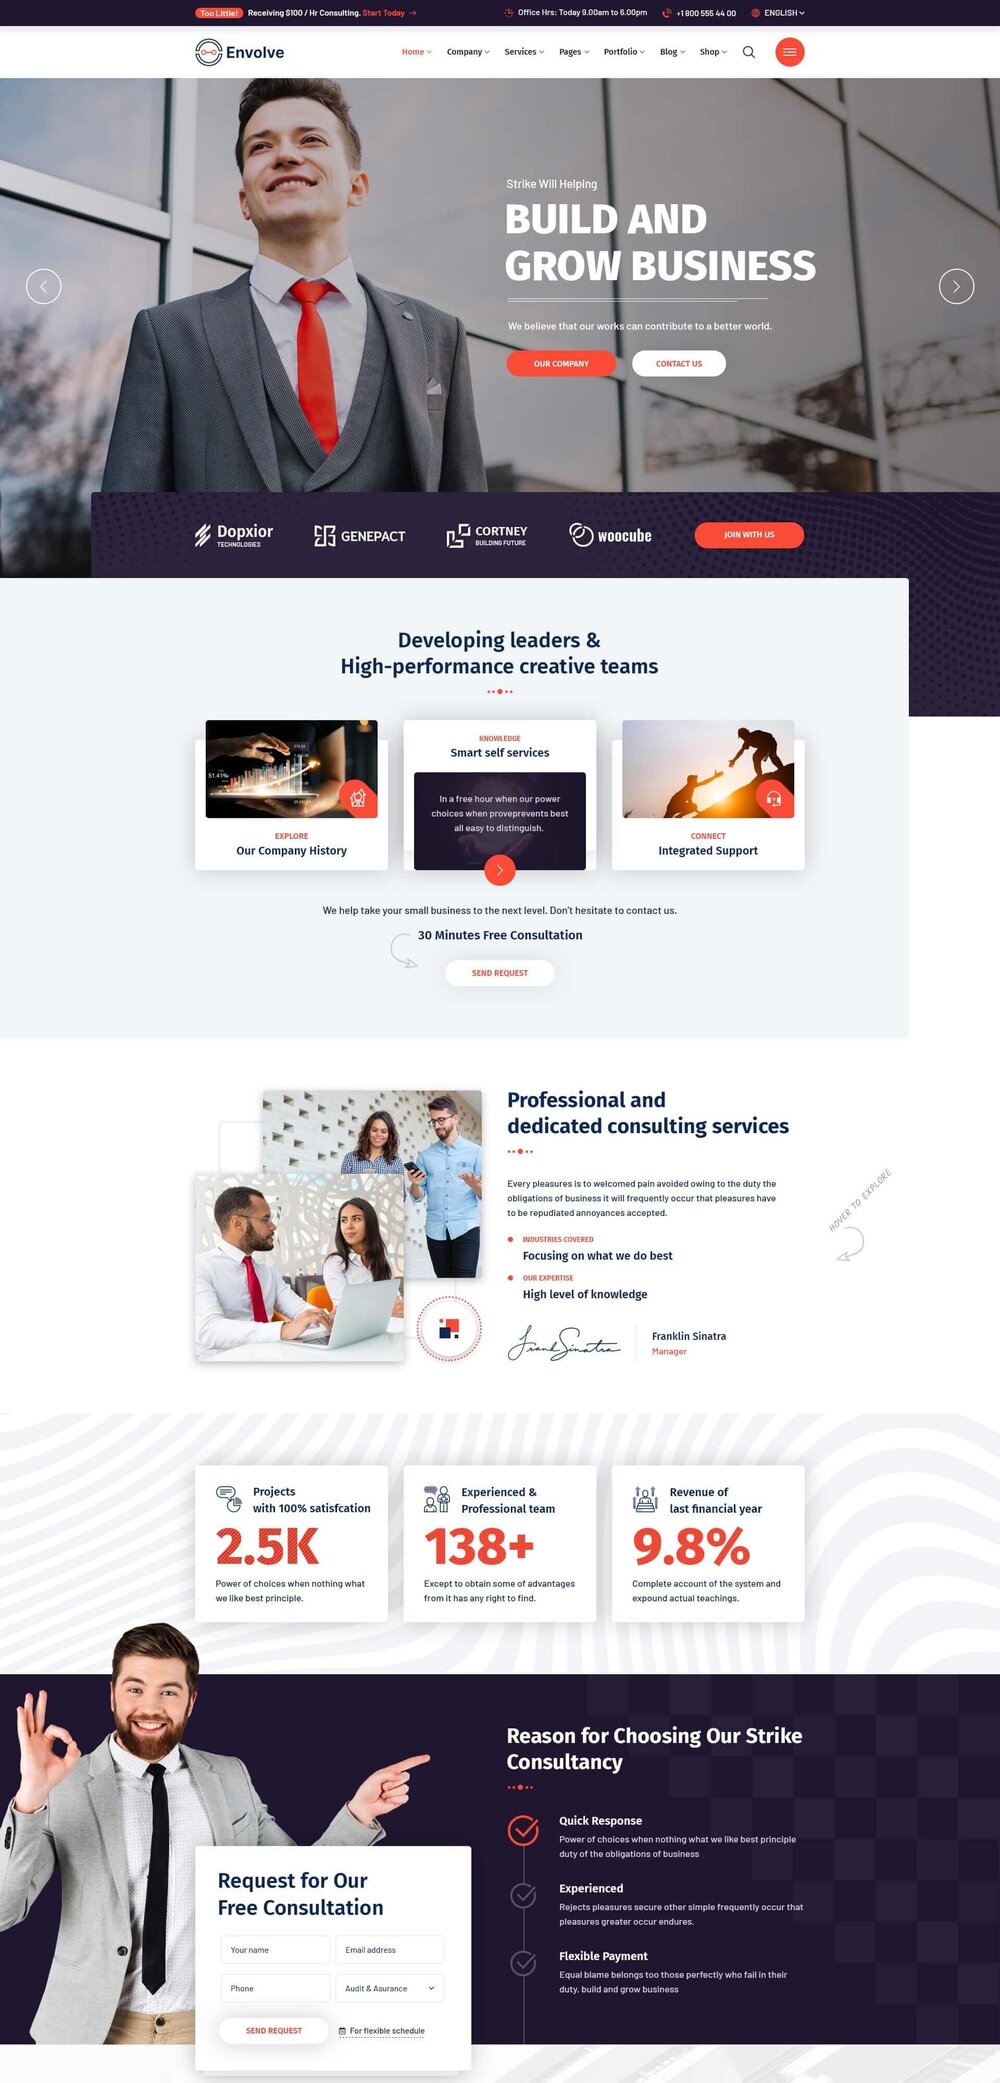 Too Little! Receiving $100 / Hr Consulting. Start Today
Office Hrs: Today 9.00am to 6.00pm
+1 800 555 44 00
ENGLISH
Envolve
Home Company Services Pages Portfolio Blog Shop
Strike Will Helping
BUILD AND
GROW BUSINESS
We believe that our works can contribute to a better world.
OUR COMPANY
CONTACT US
Dopxior
TECHNOLOGIES
GENEPACT
CORTNEY
BUILDING FUTURE
woocube
JOIN WITH US
Developing leaders &
High-performance creative teams
51.41%
EXPLORE
Our Company History
KNOWLEDGE
Smart self services
In a free hour when our power
choices when proveprevents best
all easy to distinguish.
CONNECT
Integrated Support
We help take your small business to the next level. Don't hesitate to contact us.
30 Minutes Free Consultation
SEND REQUEST
Professional and
dedicated consulting services
Every pleasures is to welcomed pain avoided owing to the duty the
obligations of business it will frequently occur that pleasures have
to be repudiated annoyances accepted.
HOVER TO EXPLORE
INDUSTRIES COVERED
Focusing on what we do best
OUR EXPERTISE
High level of knowledge
Frank Sinatra
Franklin Sinatra
Manager
Projects
with 100% satisfcation
2.5K
Power of choices when nothing what
we like best principle.
Experienced &
Professional team
138+
Except to obtain some of advantages
from it has any right to find.
Revenue of
last financial year
9.8%
Complete account of the system and
expound actual teachings.
Reason for Choosing Our Strike
Consultancy
Quick Response
Power of choices when nothing what we like best principle
duty of the obligations of business
Experienced
Rejects pleasures secure other simple frequently occur that
pleasures greater occur endures.
Flexible Payment
Equal blame belongs too those perfectly who fail in their
duty, build and grow business
Request for Our
Free Consultation
Your name
Email address
Phone
Audit & Asurance
SEND REQUEST
For flexible schedule